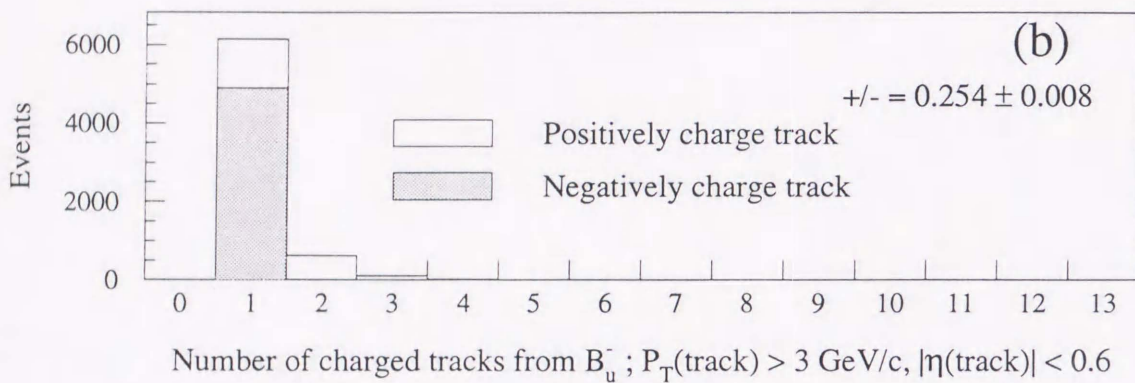 (b)
+/- = 0.254 ± 0.008
6000
4000
2000
0
Events
Positively charge track
Negatively charge track
0 1 2 3 4 5 6 7 8 9 10 11 12 13
Number of charged tracks from B⁻ᵤ ; P_T(track) > 3 GeV/c, |η(track)| < 0.6